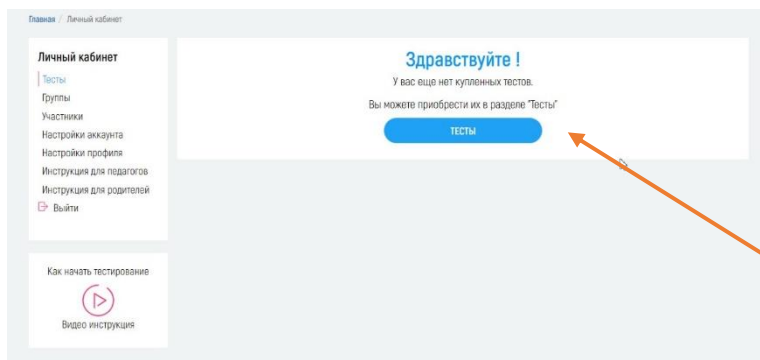 Главная / Личный кабинет
Личный кабинет
Тесты
Группы
Участники
Настройки аккаунта
Настройки профиля
Инструкция для педагогов
Инструкция для родителей
Выйти
Как начать тестирование
Видео инструкция
Здравствуйте !
У вас еще нет купленных тестов.
Вы можете приобрести их в разделе "Тесты"
ТЕСТЫ